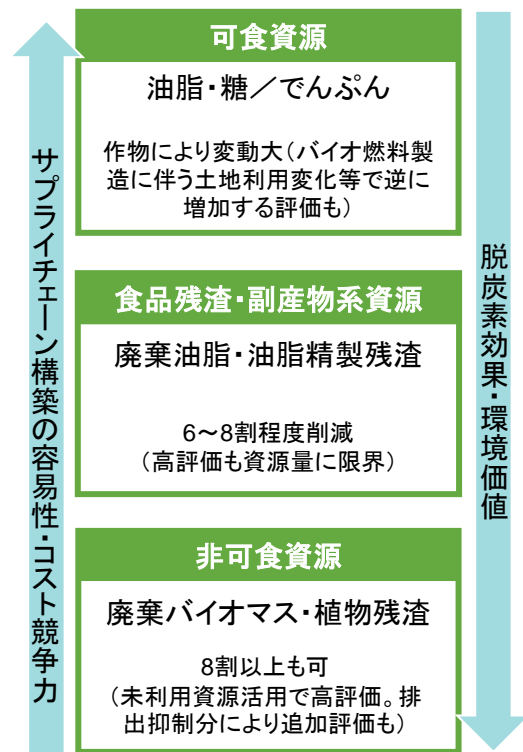 可食資源
油脂・糖／でんぷん
作物により変動大（バイオ燃料製
造に伴う土地利用変化等で逆に
増加する評価も）
食品残渣・副産物系資源
廃棄油脂・油脂精製残渣
6～8割程度削減
（高評価も資源量に限界）
非可食資源
廃棄バイオマス・植物残渣
8割以上も可
（未利用資源活用で高評価。排
出抑制分により追加評価も）
サプライチェーン構築の容易性・コスト競争力
脱炭素効果・環境価値